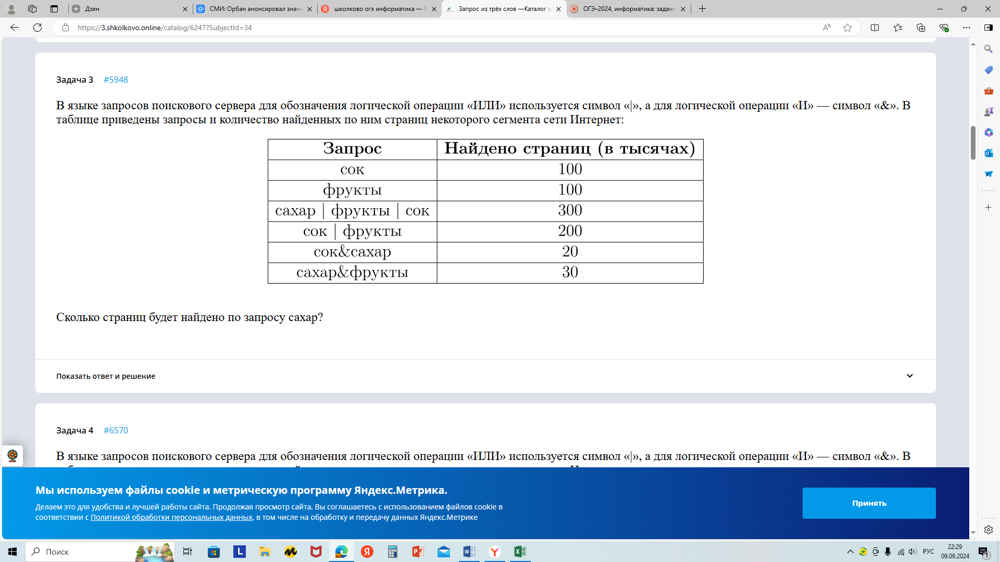 Дзен
СМИ: Орбан анонсировал значи
школково огэ информатика — Я
Запрос из трёх слов —Каталог за
ОГЭ–2024, информатика: задани
https://3.shkolkovo.online/catalog/6247?SubjectId=34
Задача 3 #5948
В языке запросов поискового сервера для обозначения логической операции «ИЛИ» используется символ «|», а для логической операции «И» — символ «&». В
таблице приведены запросы и количество найденных по ним страниц некоторого сегмента сети Интернет:
Запрос Найдено страниц (в тысячах)
сок 100
фрукты 100
сахар | фрукты | сок 300
сок | фрукты 200
сок&сахар 20
сахар&фрукты 30
Сколько страниц будет найдено по запросу сахар?
Показать ответ и решение
Задача 4 #6570
В языке запросов поискового сервера для обозначения логической операции «ИЛИ» используется символ «|», а для логической операции «И» — символ «&». В
Мы используем файлы cookie и метрическую программу Яндекс.Метрика.
Делаем это для удобства и лучшей работы сайта. Продолжая просмотр сайта, Вы соглашаетесь с использованием файлов cookie в
соответствии с Политикой обработки персональных данных, в том числе на обработку и передачу данных Яндекс.Метрике
Принять
Поиск
РУС
22:29
09.09.2024
1